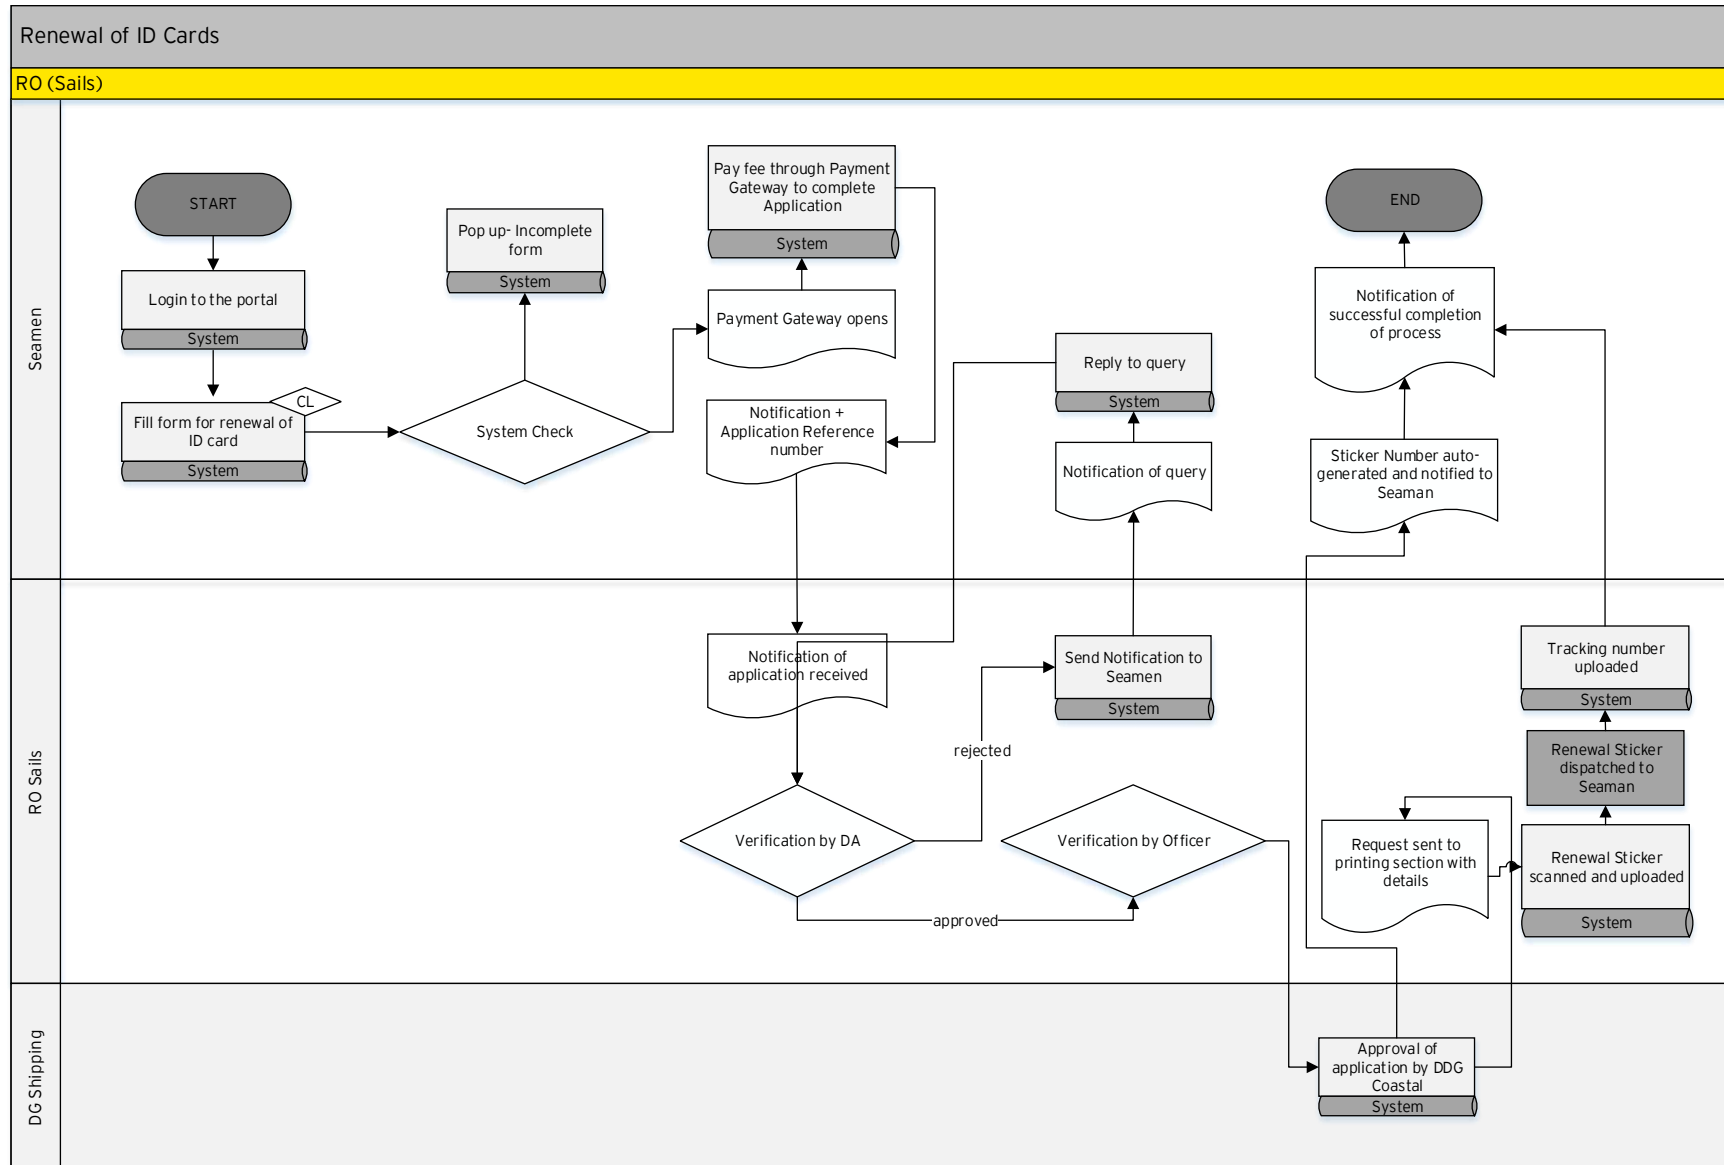 Renewal of ID Cards
RO (Sails)
Seamen
START
Login to the portal
System
Fill form for renewal of
ID card
CL
System
Pop up- Incomplete
form
System
System Check
Pay fee through Payment
Gateway to complete
Application
System
Payment Gateway opens
Notification +
Application Reference
number
Reply to query
System
Notification of query
END
Notification of
successful completion
of process
Sticker Number auto-
generated and notified to
Seaman
RO Sails
Notification of
application received
Verification by DA
rejected
approved
Send Notification to
Seamen
System
Verification by Officer
Request sent to
printing section with
details
Tracking number
uploaded
System
Renewal Sticker
dispatched to
Seaman
Renewal Sticker
scanned and uploaded
System
DG Shipping
Approval of
application by DDG
Coastal
System